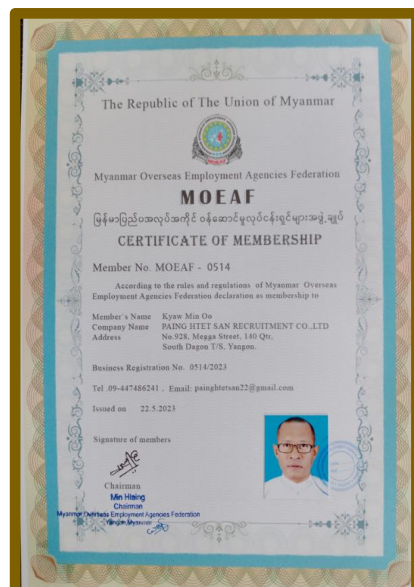 The Republic of The Union of Myanmar
MOEAF
Myanmar Overseas Employment Agencies Federation
MOEAF
မြန်မာပြည်ပအလုပ်အကိုင် ဝန်ဆောင်မှုလုပ်ငန်းရှင်များအဖွဲ့ချုပ်
CERTIFICATE OF MEMBERSHIP
Member No. MOEAF - 0514
According to the rules and regulations of Myanmar Overseas
Employment Agencies Federation declaration as membership to
Member's Name Kyaw Min Oo
Company Name PAING HTET SAN RECRUITMENT CO.,LTD
Address No.928, Megga Street, 140 Qtr,
South Dagon T/S, Yangon.
Business Registration No. 0514/2023
Tel .09-447486241 , Email: psinghtetsan22@gmail.com
Issued on 22.5.2023
Signature of members
Chairman
Min Hlaing
Chairman
Myanmar Overseas Employment Agencies Federation
Yangon, Myanmar